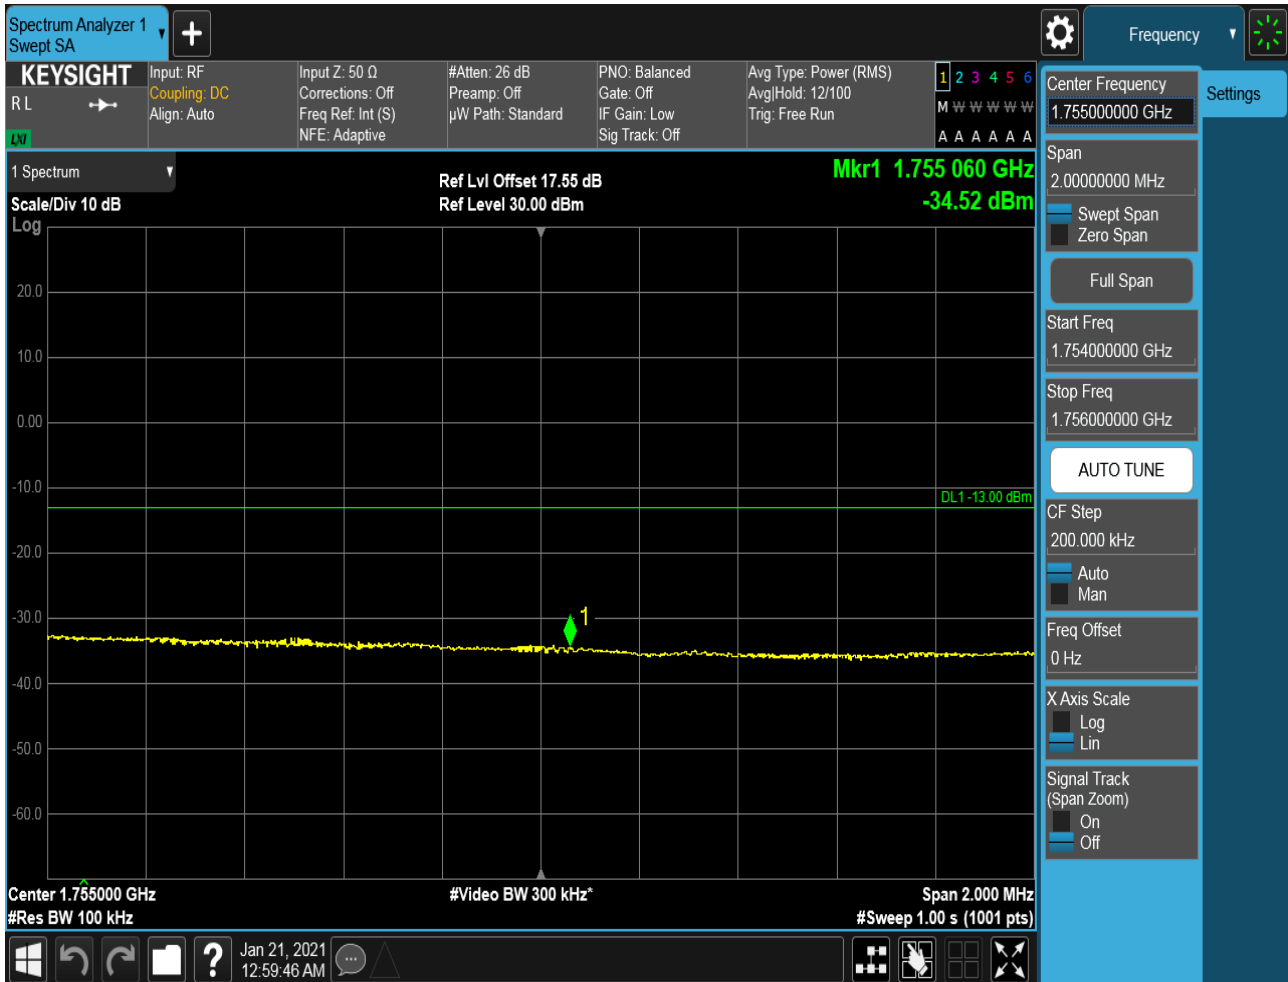 Spectrum Analyzer 1
Swept SA
Frequency
KEYSIGHT
R L
LXI
Input: RF
Coupling: DC
Align: Auto
Input Z: 50 Ω
Corrections: Off
Freq Ref: Int (S)
NFE: Adaptive
#Atten: 26 dB
Preamp: Off
µW Path: Standard
PNO: Balanced
Gate: Off
IF Gain: Low
Sig Track: Off
Avg Type: Power (RMS)
Avg|Hold: 12/100
Trig: Free Run
1 2 3 4 5 6
M W W W W W
A A A A A A
1 Spectrum
Scale/Div 10 dB
Log
Ref Lvl Offset 17.55 dB
Ref Level 30.00 dBm
Mkr1 1.755 060 GHz
-34.52 dBm
20.0
10.0
0.00
-10.0
DL1 -13.00 dBm
-20.0
-30.0
1
-40.0
-50.0
-60.0
Center 1.755000 GHz
#Video BW 300 kHz*
Span 2.000 MHz
#Res BW 100 kHz
#Sweep 1.00 s (1001 pts)
Jan 21, 2021
12:59:46 AM
?
Settings
Center Frequency
1.755000000 GHz
Span
2.00000000 MHz
Swept Span
Zero Span
Full Span
Start Freq
1.754000000 GHz
Stop Freq
1.756000000 GHz
AUTO TUNE
CF Step
200.000 kHz
Auto
Man
Freq Offset
0 Hz
X Axis Scale
Log
Lin
Signal Track
(Span Zoom)
On
Off